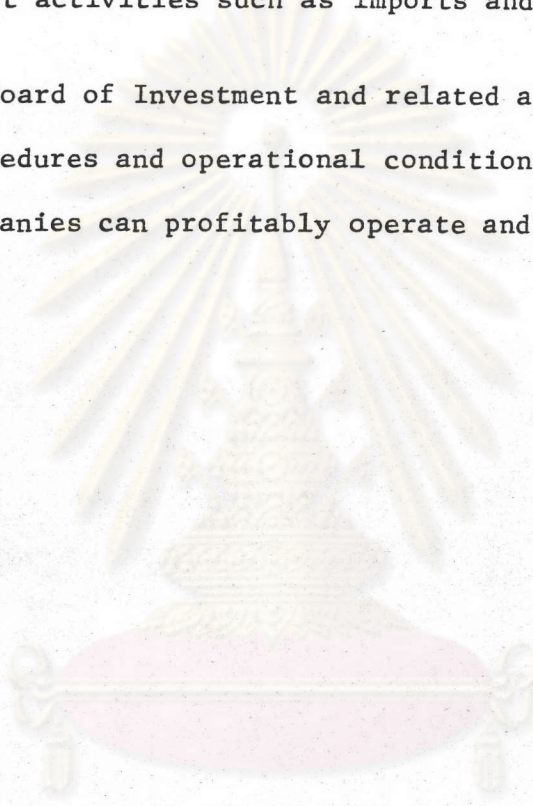 t activities such as imports and
oard of Investment and related a
edures and operational condition
anies can profitably operate and